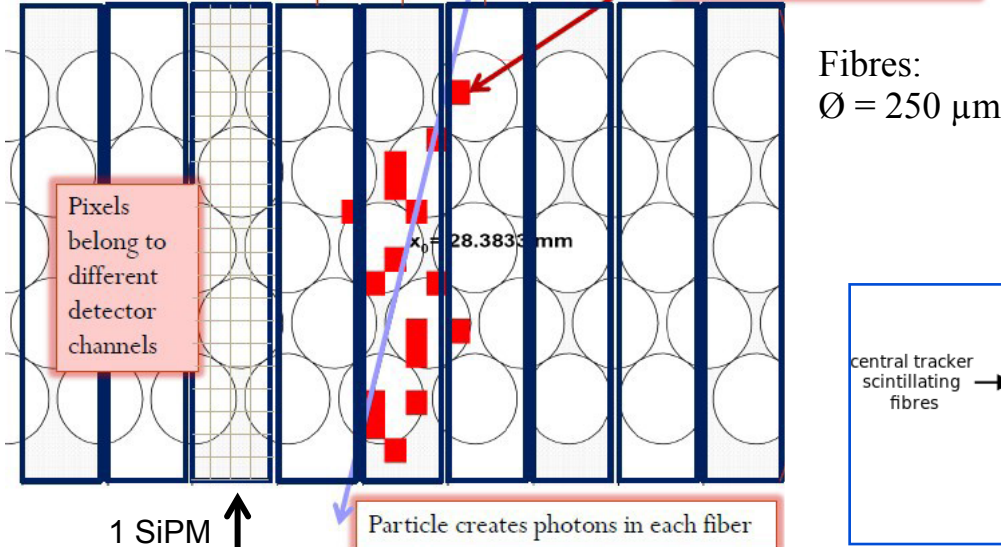 Fibres:
Ø = 250 µm
Pixels
belong to
different
detector
channels
x₀= 28.3833 mm
central tracker
scintillating
fibres
1 SiPM
Particle creates photons in each fiber